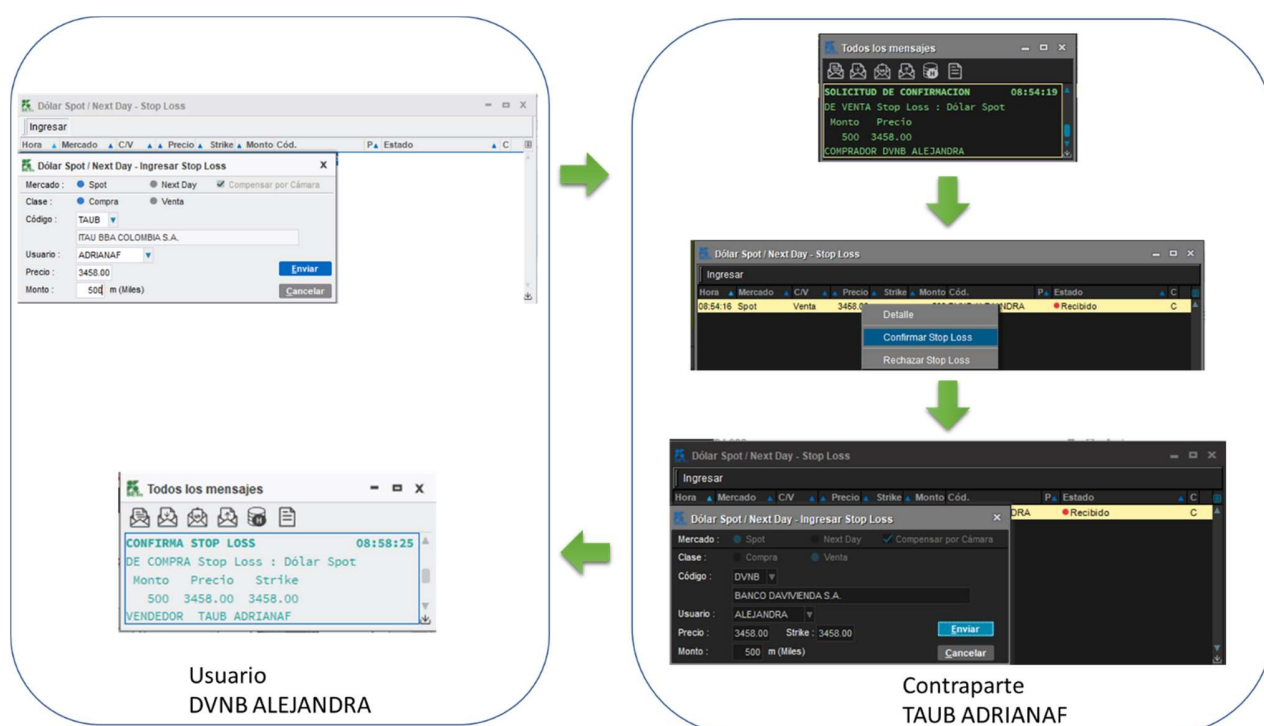 Dólar Spot / Next Day - Stop Loss
Ingresar
Hora Mercado C/V Precio Strike Monto Cód. P Estado C
Dólar Spot / Next Day - Ingresar Stop Loss
Mercado : Spot Next Day Compensar por Cámara
Clase : Compra Venta
Código : TAUB
ITAU BBA COLOMBIA S.A.
Usuario : ADRIANAF
Precio : 3458.00
Enviar
Monto : 500 m (Miles)
Cancelar
Todos los mensajes
SOLICITUD DE CONFIRMACION 08:54:19
DE VENTA Stop Loss : Dólar Spot
Monto Precio
500 3458.00
COMPRADOR DVNB ALEJANDRA
Dólar Spot / Next Day - Stop Loss
Ingresar
Hora Mercado C/V Precio Strike Monto Cód. P Estado C
08:54:16 Spot Venta 3458.00 Recibido C
Detalle
Confirmar Stop Loss
Rechazar Stop Loss
Dólar Spot / Next Day - Stop Loss
Ingresar
Hora Mercado C/V Precio Strike Monto Cód. P Estado C
DRA Recibido C
Dólar Spot / Next Day - Ingresar Stop Loss
Mercado : Spot Next Day Compensar por Cámara
Clase : Compra Venta
Código : DVNB
BANCO DAVIVIENDA S.A.
Usuario : ALEJANDRA
Precio : 3458.00 Strike : 3458.00
Enviar
Monto : 500 m (Miles)
Cancelar
Todos los mensajes
CONFIRMA STOP LOSS 08:58:25
DE COMPRA Stop Loss : Dólar Spot
Monto Precio Strike
500 3458.00 3458.00
VENDEDOR TAUB ADRIANAF
Usuario
DVNB ALEJANDRA
Contraparte
TAUB ADRIANAF